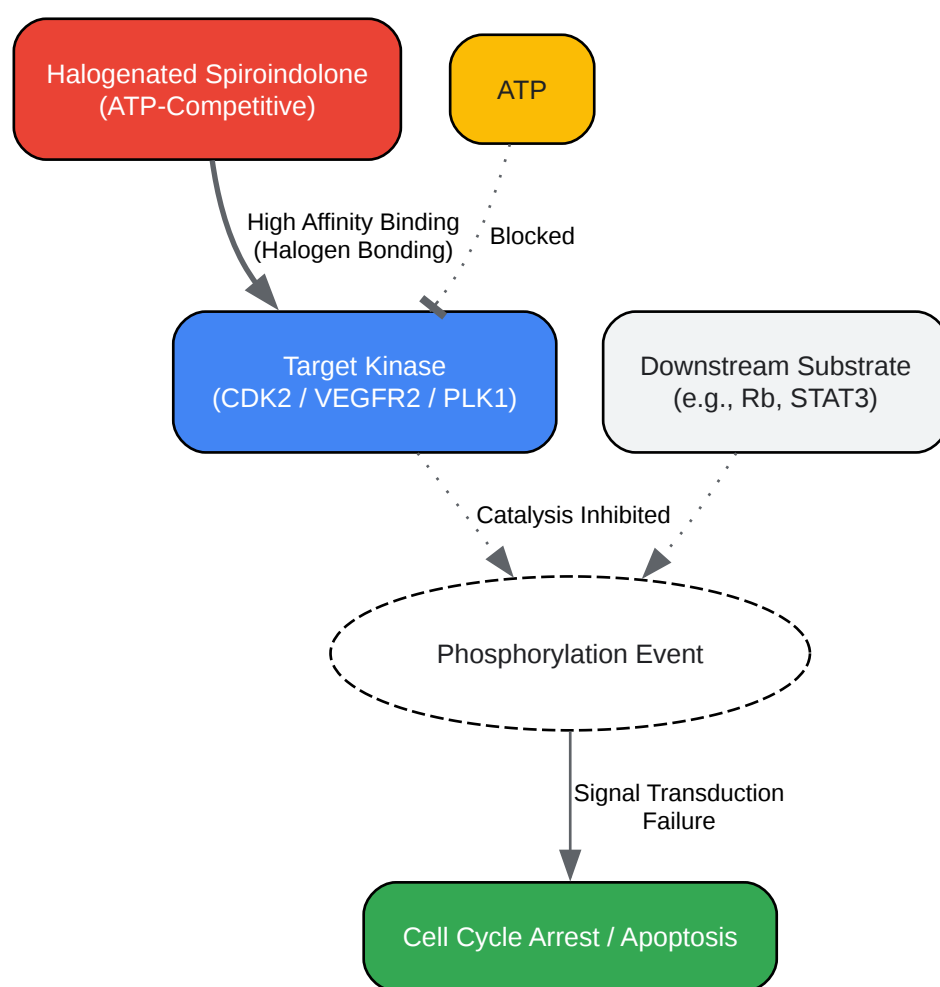 Halogenated Spiroindolone
(ATP-Competitive)
ATP
High Affinity Binding
(Halogen Bonding)
Blocked
Target Kinase
(CDK2 / VEGFR2 / PLK1)
Downstream Substrate
(e.g., Rb, STAT3)
Catalysis Inhibited
Phosphorylation Event
Signal Transduction
Failure
Cell Cycle Arrest / Apoptosis